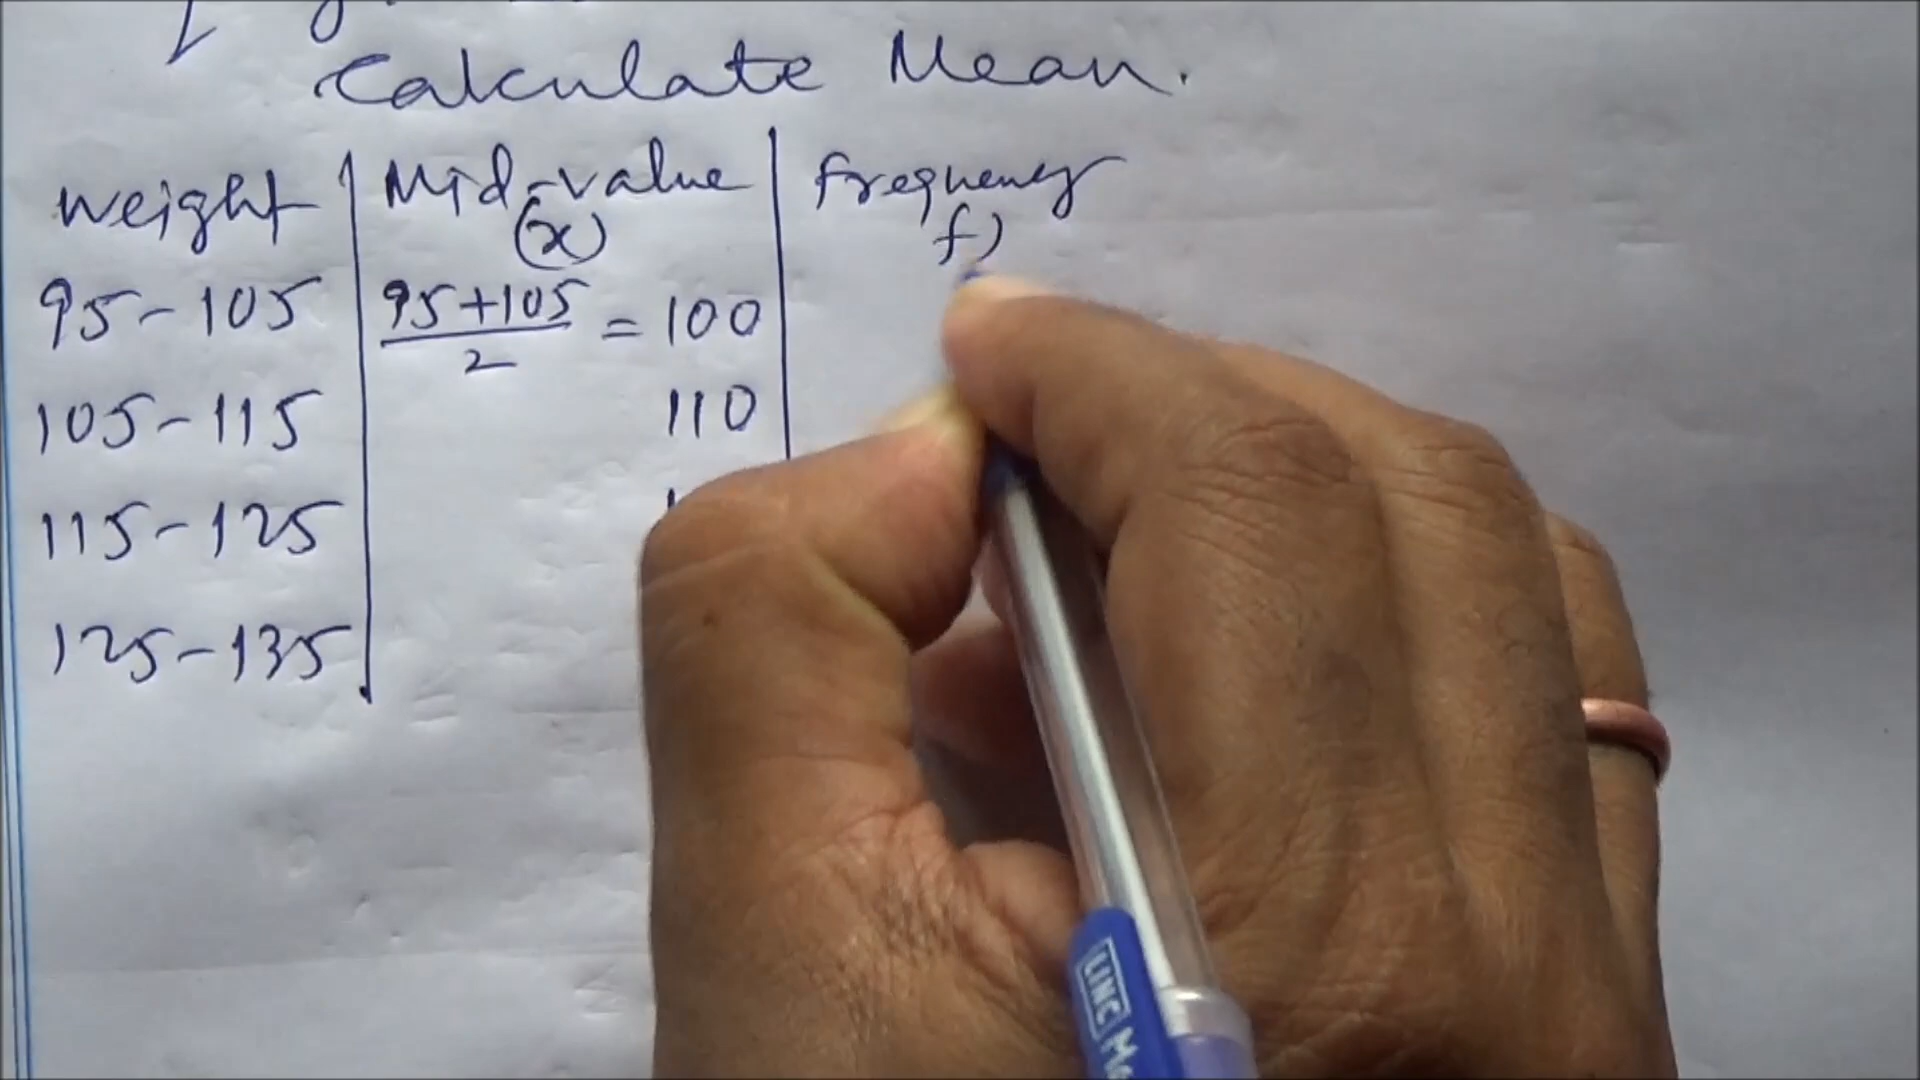 Calculate Mean.
Weight Mid-value frequency
(x) f)
95-105 95+105 = 100
2
105-115 110
115-125
125-135
LINC